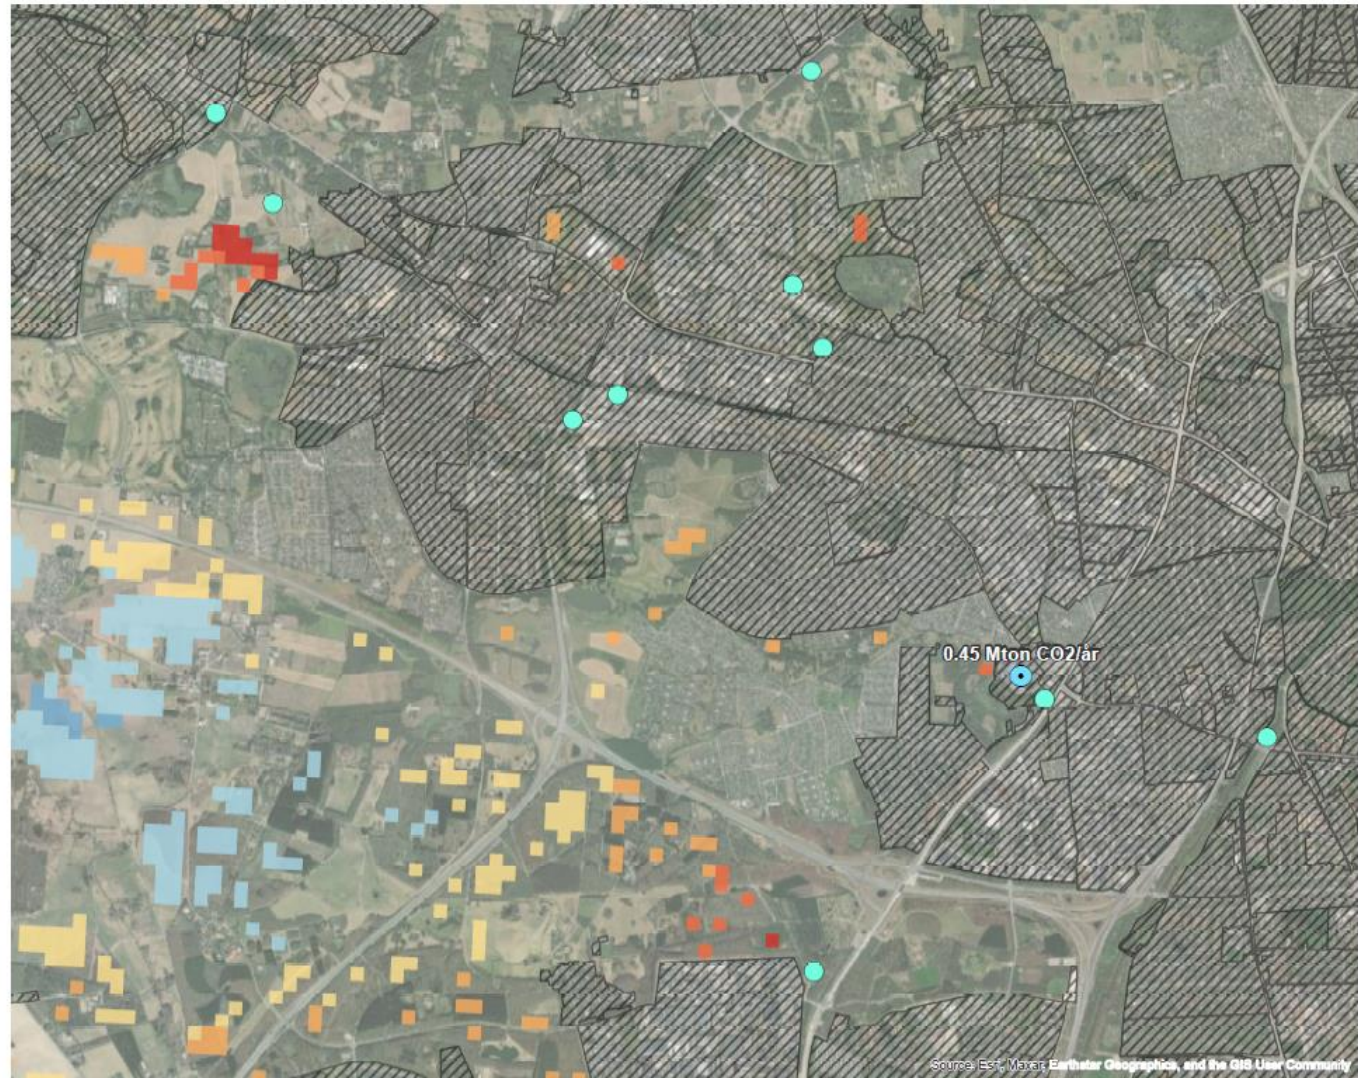 0.45 Mton CO2/år
Source: Esri, Maxar, Earthstar Geographics, and the GIS User Community